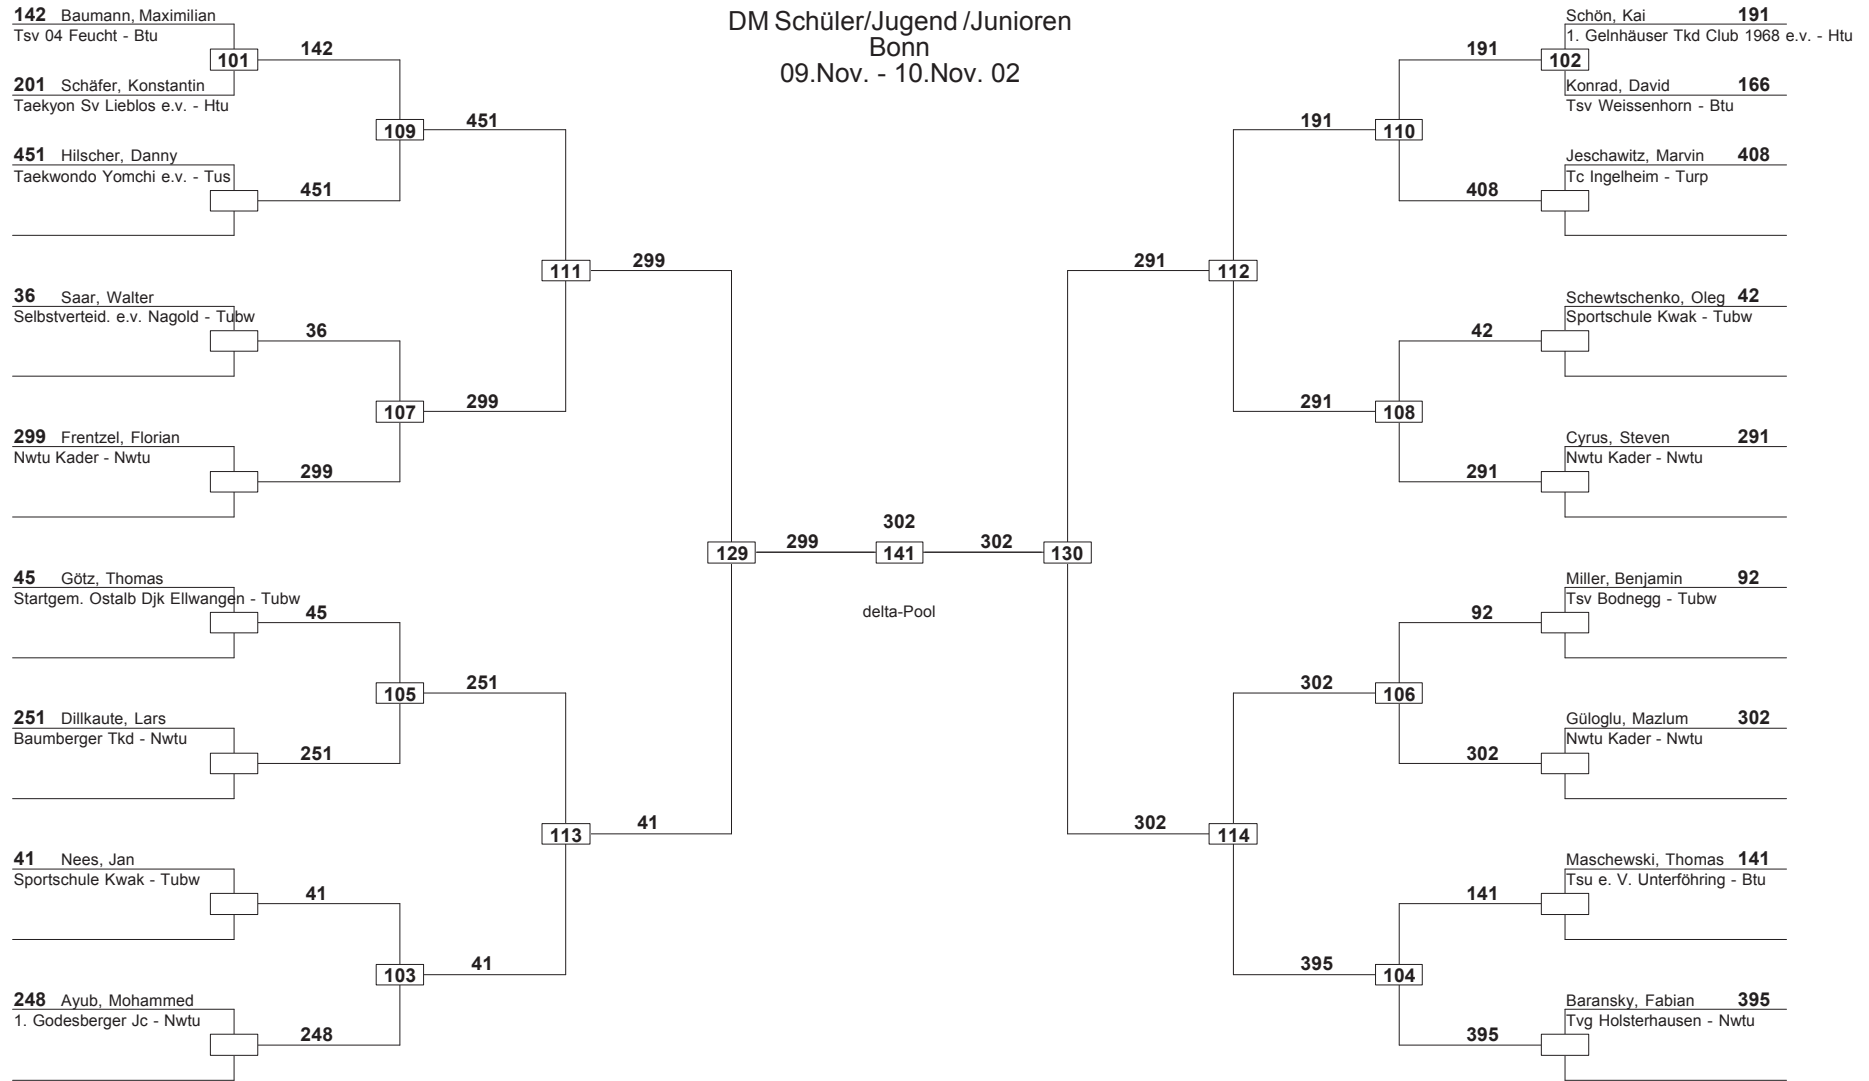 DM Schüler/Jugend /Junioren
Bonn
09.Nov. - 10.Nov. 02
142 Baumann, Maximilian
Tsv 04 Feucht - Btu
101
142
201 Schäfer, Konstantin
Taekyon Sv Lieblos e.v. - Htu
109
451
451 Hilscher, Danny
Taekwondo Yomchi e.v. - Tus
451
111
299
36 Saar, Walter
Selbstverteid. e.v. Nagold - Tubw
36
107
299
299 Frentzel, Florian
Nwtu Kader - Nwtu
299
129
299
45 Götz, Thomas
Startgem. Ostalb Djk Ellwangen - Tubw
45
105
251
251 Dillkaute, Lars
Baumberger Tkd - Nwtu
251
113
41
41 Nees, Jan
Sportschule Kwak - Tubw
41
103
41
248 Ayub, Mohammed
1. Godesberger Jc - Nwtu
248
302
141
delta-Pool
Schön, Kai 191
1. Gelnhäuser Tkd Club 1968 e.v. - Htu
191
102
Konrad, David 166
Tsv Weissenhorn - Btu
191
110
Jeschawitz, Marvin 408
Tc Ingelheim - Turp
408
291
112
Schewtschenko, Oleg 42
Sportschule Kwak - Tubw
42
291
108
Cyrus, Steven 291
Nwtu Kader - Nwtu
291
302
130
Miller, Benjamin 92
Tsv Bodnegg - Tubw
92
302
106
Güloglu, Mazlum 302
Nwtu Kader - Nwtu
302
302
114
Maschewski, Thomas 141
Tsu e. V. Unterföhring - Btu
141
395
104
Baransky, Fabian 395
Tvg Holsterhausen - Nwtu
395